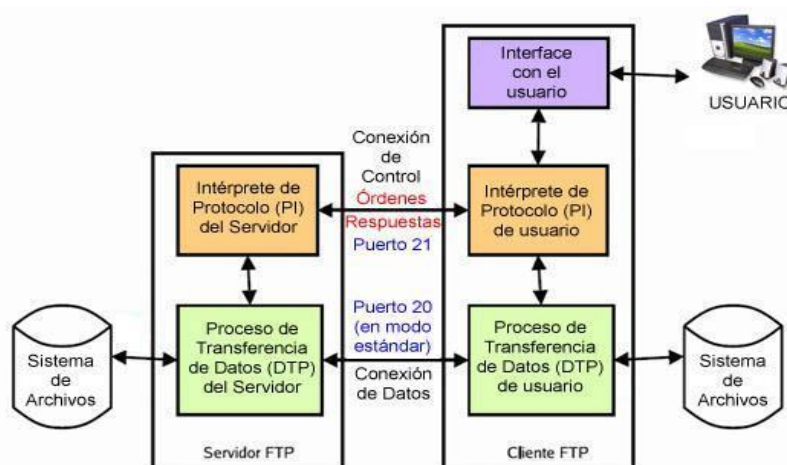 Interface
con el
usuario
USUARIO
Conexión
de
Control
Órdenes
Respuestas
Puerto 21
Intérprete de
Protocolo (PI)
del Servidor
Intérprete de
Protocolo (PI)
de usuario
Puerto 20
(en modo
estándar)
Conexión
de Datos
Sistema
de
Archivos
Proceso de
Transferencia
de Datos (DTP)
del Servidor
Proceso de
Transferencia
de Datos (DTP)
de usuario
Sistema
de
Archivos
Servidor FTP
Cliente FTP